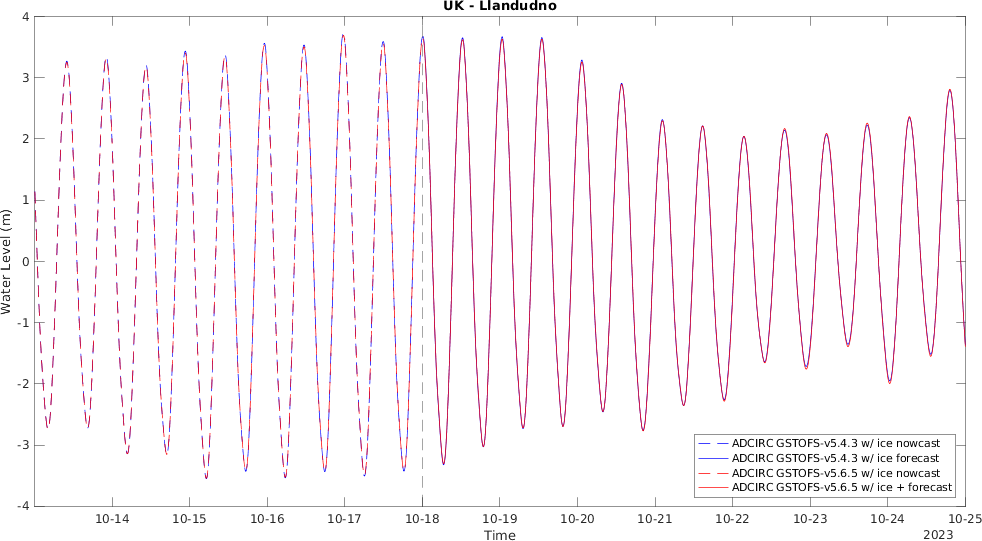 UK - Llandudno
4
3
2
1
0
-1
-2
-3
-4
Water Level (m)
ADCIRC GSTOFS-v5.4.3 w/ ice nowcast
ADCIRC GSTOFS-v5.4.3 w/ ice forecast
ADCIRC GSTOFS-v5.6.5 w/ ice nowcast
ADCIRC GSTOFS-v5.6.5 w/ ice + forecast
10-14 10-15 10-16 10-17 10-18 10-19 10-20 10-21 10-22 10-23 10-24 10-25
Time
2023